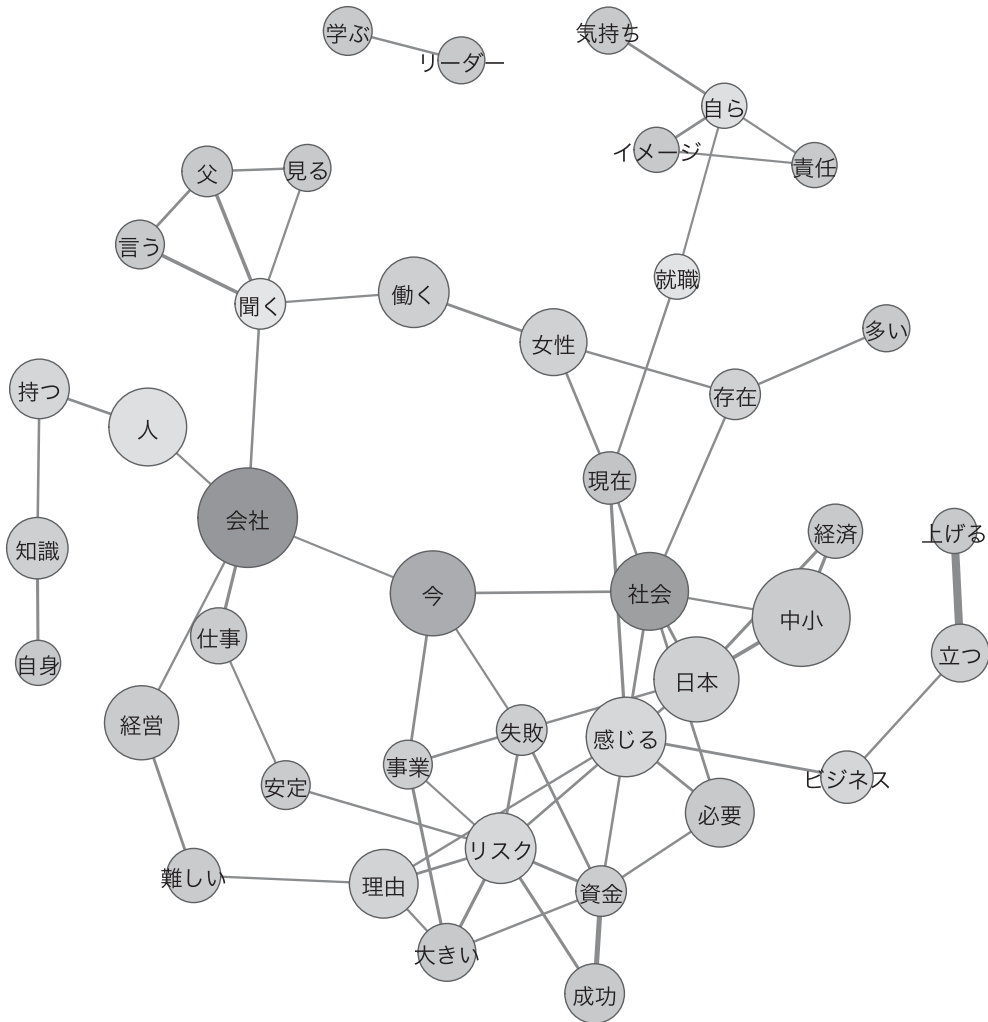 学ぶ
リーダー
気持ち
自ら
イメージ
責任
父
見る
言う
聞く
働く
就職
女性
多い
存在
持つ
人
現在
会社
経済
上げる
知識
今
社会
中小
仕事
自身
立つ
日本
経営
失敗
感じる
事業
ビジネス
安定
必要
リスク
難しい
理由
資金
大きい
成功